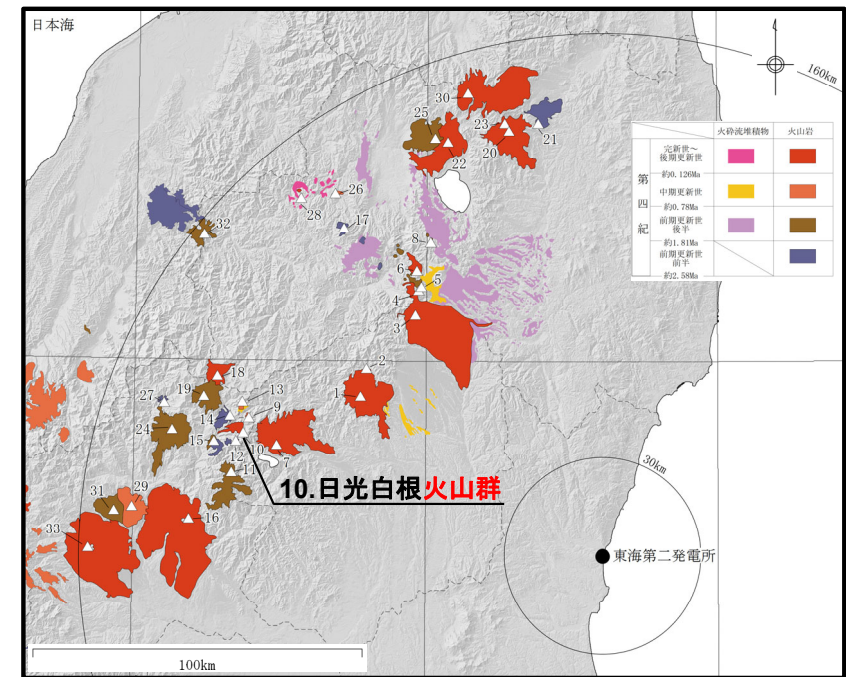 日本海
160km
火砕流堆積物 火山岩
第四紀
完新世～
後期更新世
約0.126Ma
中期更新世
約0.78Ma
前期更新世
後半
約1.81Ma
前期更新世
前半
約2.58Ma
30
25
23
20
21
22
26
28
17
32
8
6
5
4
3
18
2
19
13
27
1
14
9
24
15
10
12
7
11
10.日光白根火山群
30km
31
29
16
33
東海第二発電所
100km